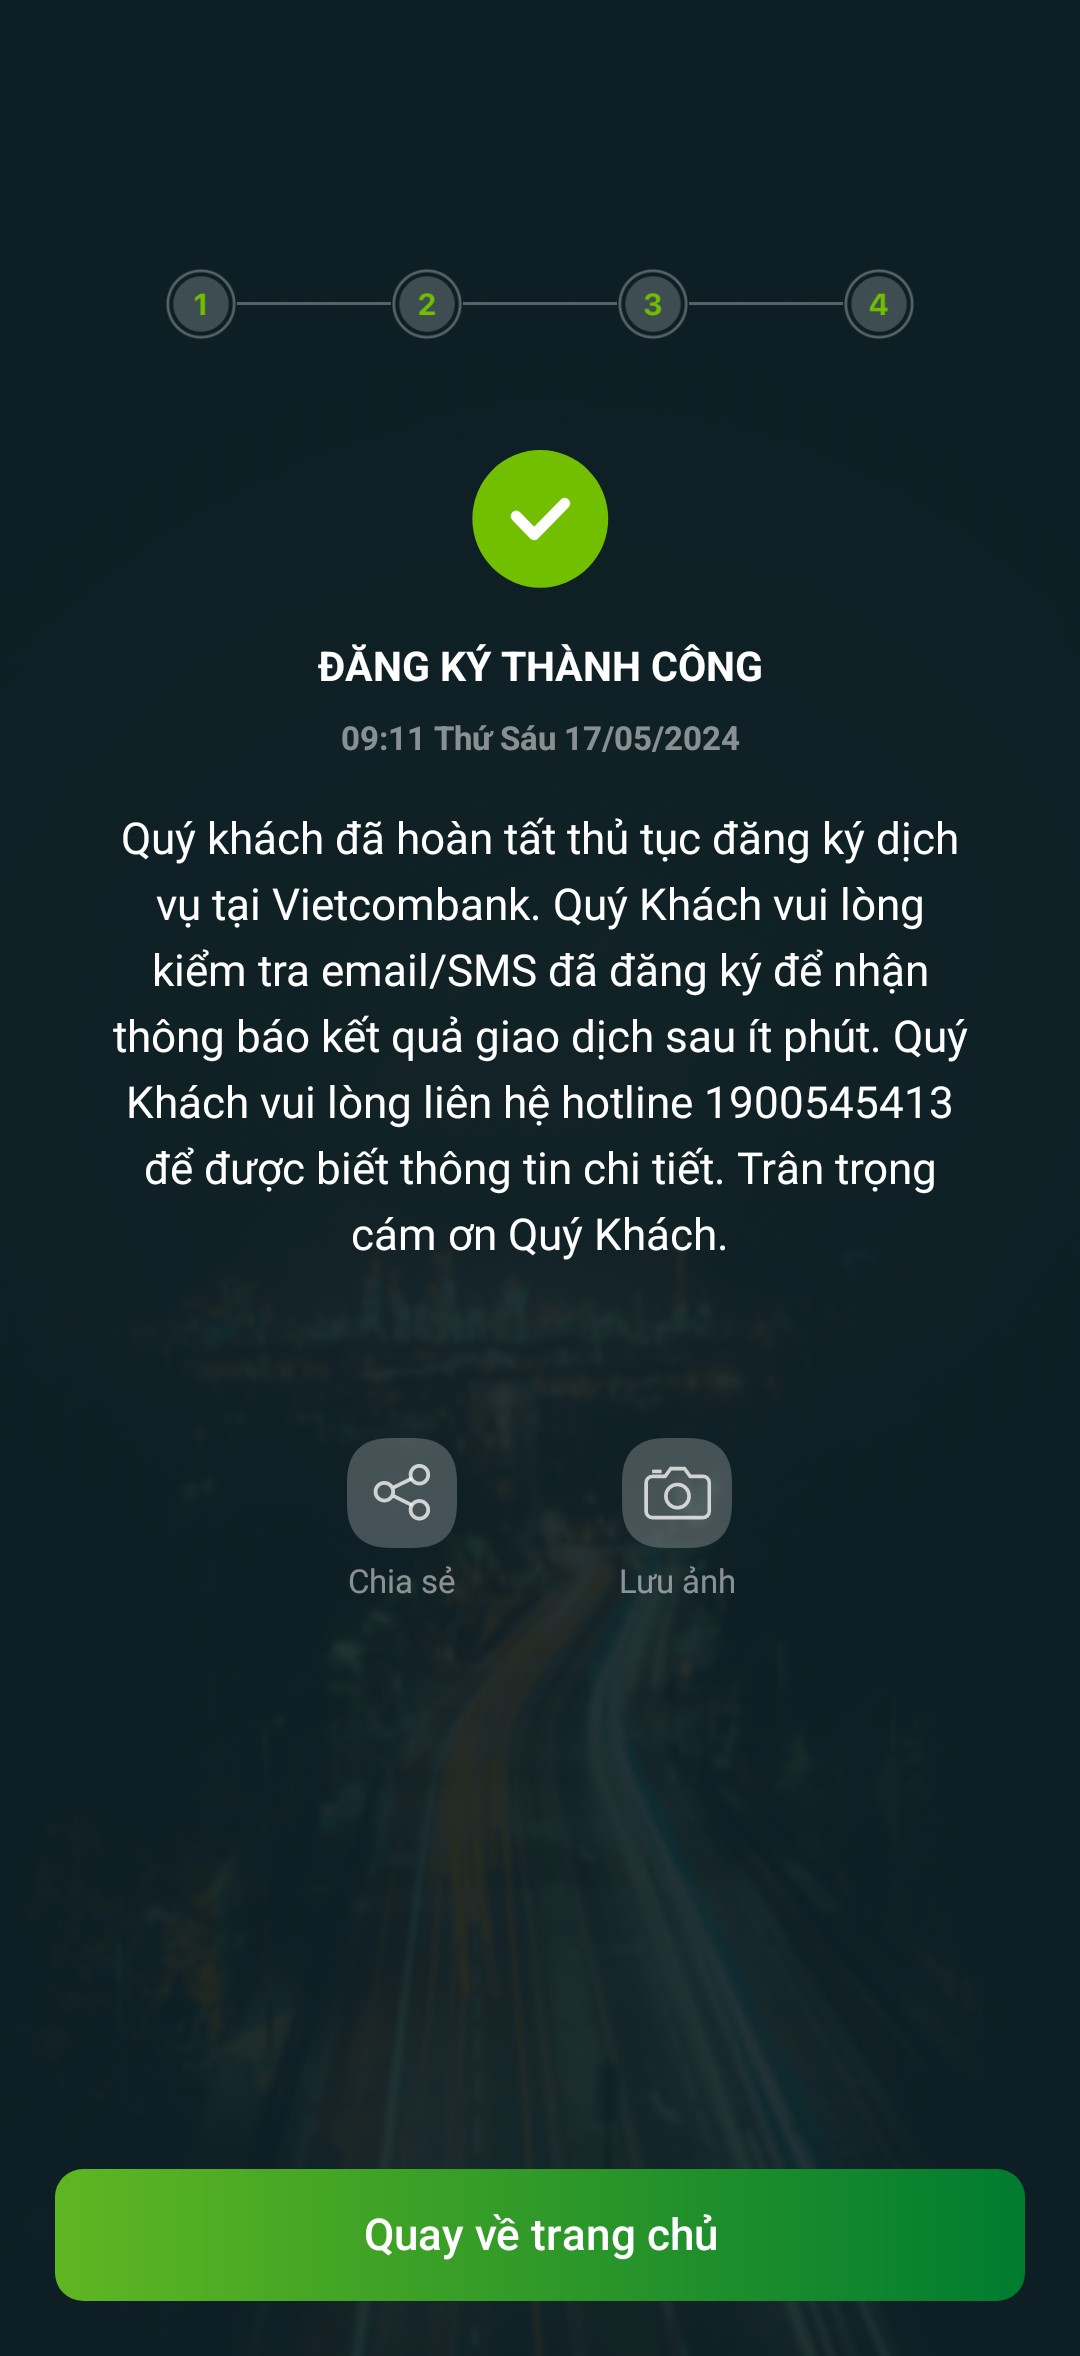 1 2 3 4
ĐĂNG KÝ THÀNH CÔNG
09:11 Thứ Sáu 17/05/2024
Quý khách đã hoàn tất thủ tục đăng ký dịch
vụ tại Vietcombank. Quý Khách vui lòng
kiểm tra email/SMS đã đăng ký để nhận
thông báo kết quả giao dịch sau ít phút. Quý
Khách vui lòng liên hệ hotline 1900545413
để được biết thông tin chi tiết. Trân trọng
cám ơn Quý Khách.
Chia sẻ Lưu ảnh
Quay về trang chủ